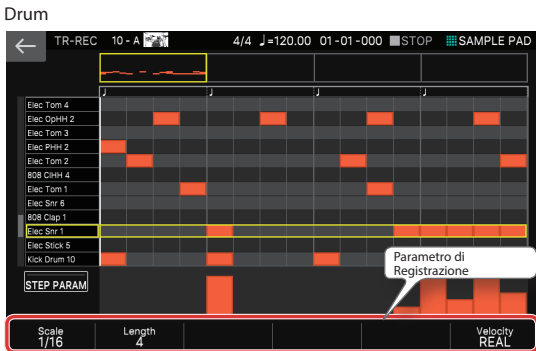 Drum
TR-REC 10 - A 4/4 ♩=120.00 01-01-000 STOP SAMPLE PAD
Elec Tom 4
Elec OpHH 2
Elec Tom 3
Elec PHH 2
Elec Tom 2
808 ClHH 4
Elec Tom 1
Elec Snr 6
808 Clap 1
Elec Snr 1
Elec Stick 5
Kick Drum 10
Parametro di
Registrazione
STEP PARAM
Scale Length Velocity
1/16 4 REAL